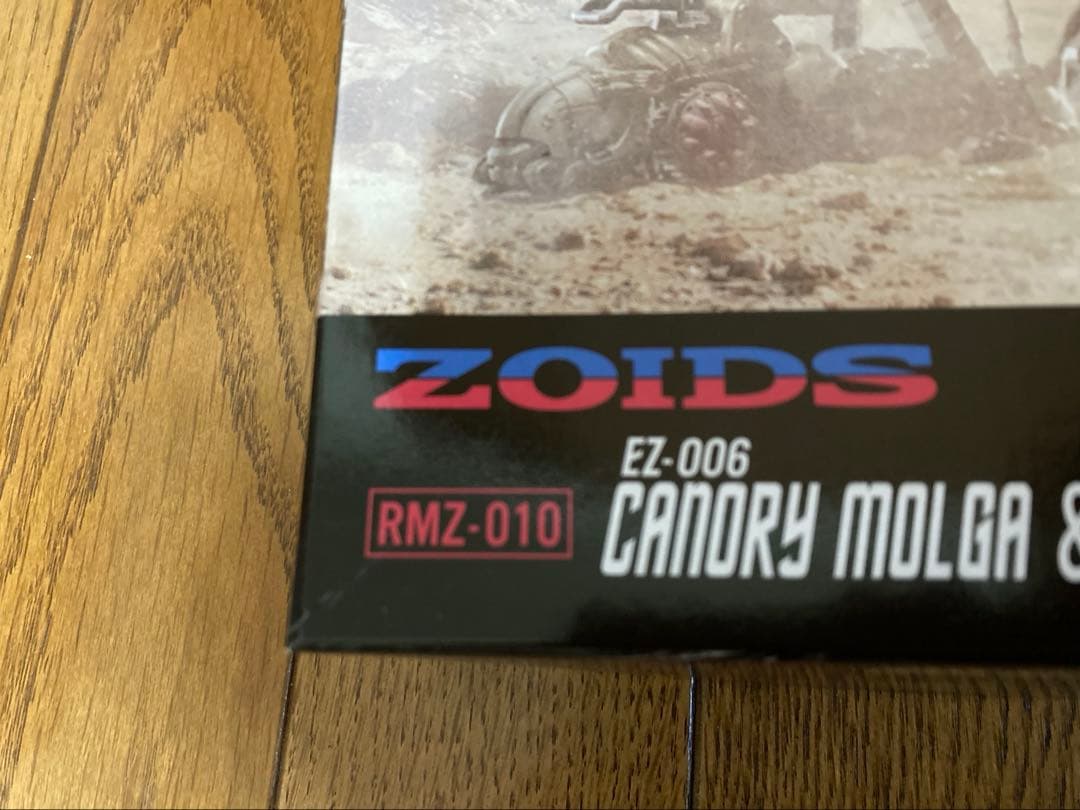 ZOIDS
EZ-006
RMZ-010 CANORY MOLGA &